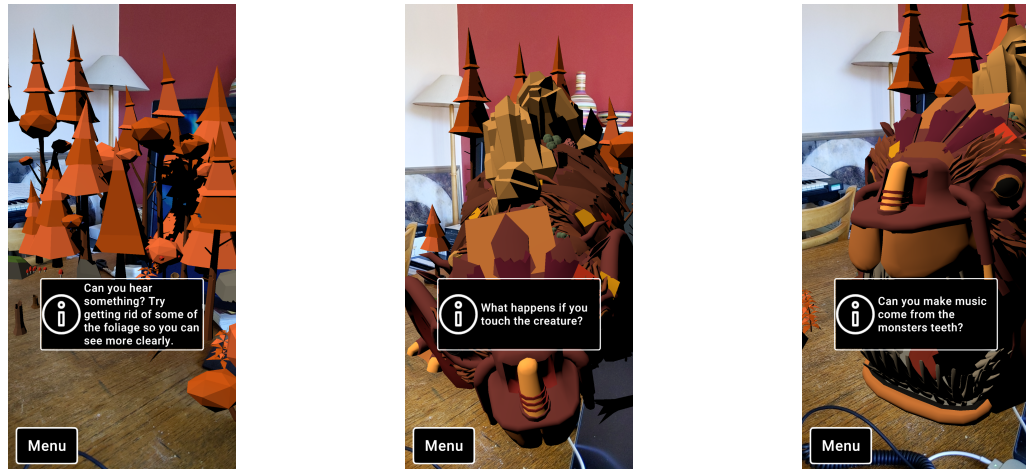 Can you hear
something? Try
getting rid of some of
the foliage so you can
see more clearly.
Menu
What happens if you
touch the creature?
Menu
Can you make music
come from the
monsters teeth?
Menu